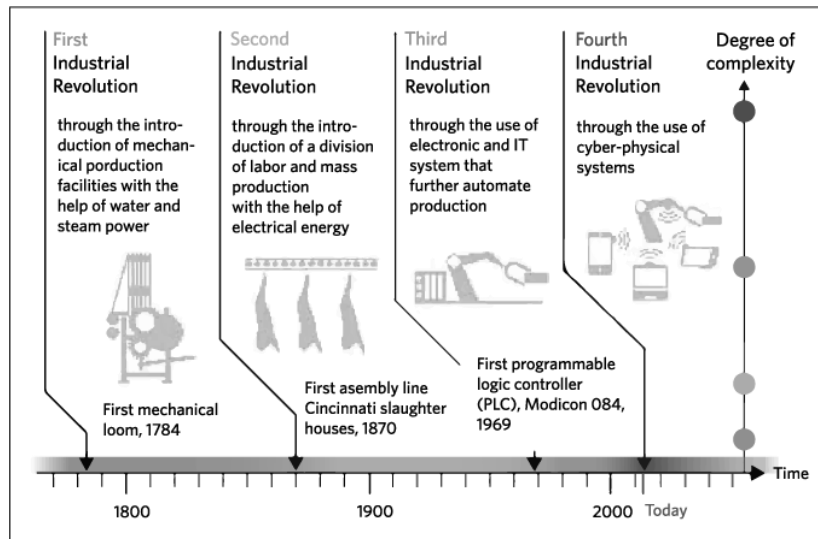 First
Industrial
Revolution
through the intro-
duction of mechan-
ical porduction
facilities with the
help of water and
steam power
First mechanical
loom, 1784
Second
Industrial
Revolution
through the intro-
duction of a division
of labor and mass
production
with the help of
electrical energy
First asembly line
Cincinnati slaughter
houses, 1870
Third
Industrial
Revolution
through the use of
electronic and IT
system that
further automate
production
First programmable
logic controller
(PLC), Modicon 084,
1969
Fourth
Industrial
Revolution
through the use of
cyber-physical
systems
Degree of
complexity
Time
1800
1900
2000
Today